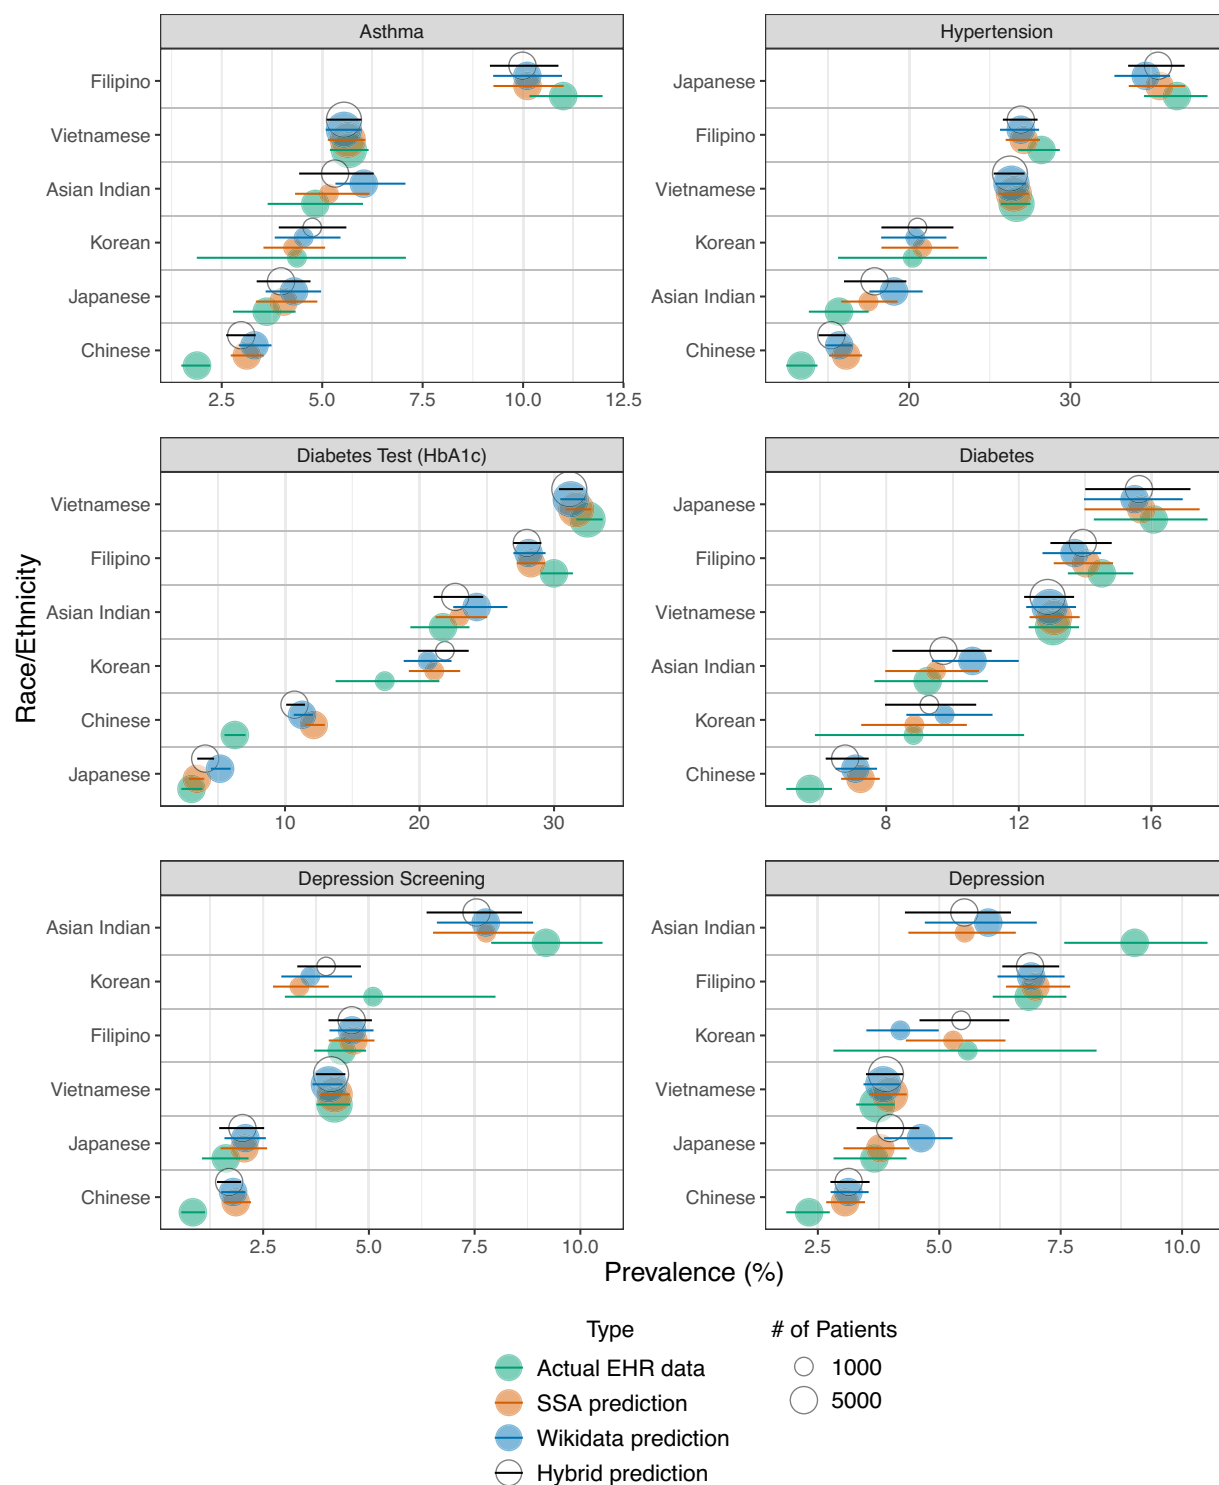 Asthma
Filipino
Vietnamese
Asian Indian
Korean
Japanese
Chinese
2.5 5.0 7.5 10.0 12.5
Hypertension
Japanese
Filipino
Vietnamese
Korean
Asian Indian
Chinese
20 30
Diabetes Test (HbA1c)
Vietnamese
Filipino
Asian Indian
Korean
Chinese
Japanese
10 20 30
Diabetes
Japanese
Filipino
Vietnamese
Asian Indian
Korean
Chinese
8 12 16
Race/Ethnicity
Depression Screening
Asian Indian
Korean
Filipino
Vietnamese
Japanese
Chinese
2.5 5.0 7.5 10.0
Depression
Asian Indian
Filipino
Korean
Vietnamese
Japanese
Chinese
2.5 5.0 7.5 10.0
Prevalence (%)
Type
Actual EHR data
SSA prediction
Wikidata prediction
Hybrid prediction
# of Patients
1000
5000